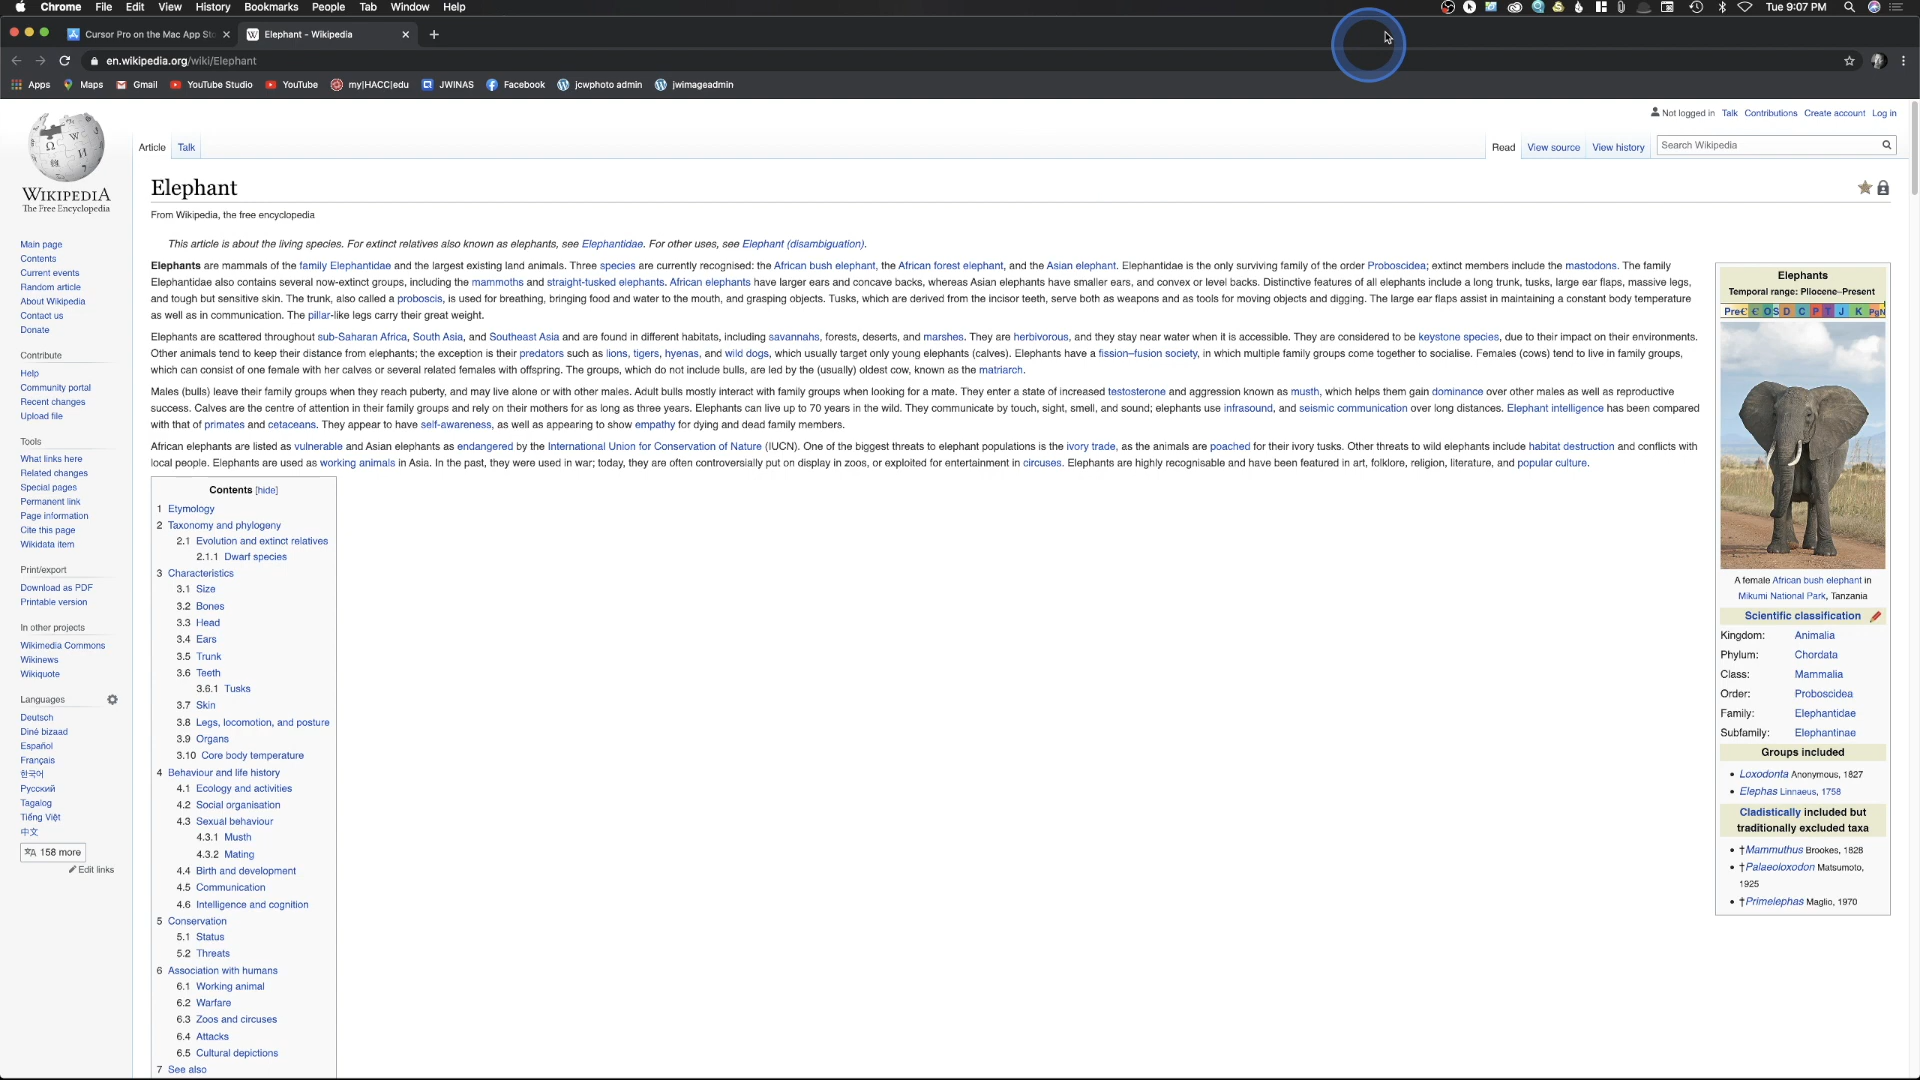 Chrome File Edit View History Bookmarks People Tab Window Help Tue 9:07 PM
Cursor Pro on the Mac App St Elephant - Wikipedia
en.wikipedia.org/wiki/Elephant
Apps Maps Gmail YouTube Studio YouTube my|HACC|edu JWINAS Facebook jcwphoto admin jwimageadmin
Not logged in Talk Contributions Create account Log in
Article Talk Read View source View history Search Wikipedia
WIKIPEDIA
The Free Encyclopedia
Main page
Contents
Current events
Random article
About Wikipedia
Contact us
Donate
Contribute
Help
Community portal
Recent changes
Upload file
Tools
What links here
Related changes
Special pages
Permanent link
Page information
Cite this page
Wikidata item
Print/export
Download as PDF
Printable version
In other projects
Wikimedia Commons
Wikinews
Wikiquote
Languages
Deutsch
Diné bizaad
Español
Français
한국어
Русский
Tagalog
Tiếng Việt
中文
158 more
Edit links
Elephant
From Wikipedia, the free encyclopedia
This article is about the living species. For extinct relatives also known as elephants, see Elephantidae. For other uses, see Elephant (disambiguation).
Elephants are mammals of the family Elephantidae and the largest existing land animals. Three species are currently recognised: the African bush elephant, the African forest elephant, and the Asian elephant. Elephantidae is the only surviving family of the order Proboscidea; extinct members include the mastodons. The family
Elephantidae also contains several now-extinct groups, including the mammoths and straight-tusked elephants. African elephants have larger ears and concave backs, whereas Asian elephants have smaller ears, and convex or level backs. Distinctive features of all elephants include a long trunk, tusks, large ear flaps, massive legs,
and tough but sensitive skin. The trunk, also called a proboscis, is used for breathing, bringing food and water to the mouth, and grasping objects. Tusks, which are derived from the incisor teeth, serve both as weapons and as tools for moving objects and digging. The large ear flaps assist in maintaining a constant body temperature
as well as in communication. The pillar-like legs carry their great weight.
Elephants are scattered throughout sub-Saharan Africa, South Asia, and Southeast Asia and are found in different habitats, including savannahs, forests, deserts, and marshes. They are herbivorous, and they stay near water when it is accessible. They are considered to be keystone species, due to their impact on their environments.
Other animals tend to keep their distance from elephants; the exception is their predators such as lions, tigers, hyenas, and wild dogs, which usually target only young elephants (calves). Elephants have a fission–fusion society, in which multiple family groups come together to socialise. Females (cows) tend to live in family groups,
which can consist of one female with her calves or several related females with offspring. The groups, which do not include bulls, are led by the (usually) oldest cow, known as the matriarch.
Males (bulls) leave their family groups when they reach puberty, and may live alone or with other males. Adult bulls mostly interact with family groups when looking for a mate. They enter a state of increased testosterone and aggression known as musth, which helps them gain dominance over other males as well as reproductive
success. Calves are the centre of attention in their family groups and rely on their mothers for as long as three years. Elephants can live up to 70 years in the wild. They communicate by touch, sight, smell, and sound; elephants use infrasound, and seismic communication over long distances. Elephant intelligence has been compared
with that of primates and cetaceans. They appear to have self-awareness, as well as appearing to show empathy for dying and dead family members.
African elephants are listed as vulnerable and Asian elephants as endangered by the International Union for Conservation of Nature (IUCN). One of the biggest threats to elephant populations is the ivory trade, as the animals are poached for their ivory tusks. Other threats to wild elephants include habitat destruction and conflicts with
local people. Elephants are used as working animals in Asia. In the past, they were used in war; today, they are often controversially put on display in zoos, or exploited for entertainment in circuses. Elephants are highly recognisable and have been featured in art, folklore, religion, literature, and popular culture.
Contents [hide]
1 Etymology
2 Taxonomy and phylogeny
2.1 Evolution and extinct relatives
2.1.1 Dwarf species
3 Characteristics
3.1 Size
3.2 Bones
3.3 Head
3.4 Ears
3.5 Trunk
3.6 Teeth
3.6.1 Tusks
3.7 Skin
3.8 Legs, locomotion, and posture
3.9 Organs
3.10 Core body temperature
4 Behaviour and life history
4.1 Ecology and activities
4.2 Social organisation
4.3 Sexual behaviour
4.3.1 Musth
4.3.2 Mating
4.4 Birth and development
4.5 Communication
4.6 Intelligence and cognition
5 Conservation
5.1 Status
5.2 Threats
6 Association with humans
6.1 Working animal
6.2 Warfare
6.3 Zoos and circuses
6.4 Attacks
6.5 Cultural depictions
7 See also
Elephants
Temporal range: Pliocene–Present
PreЄ Є O S D C P T J K PgN
A female African bush elephant in
Mikumi National Park, Tanzania
Scientific classification
Kingdom: Animalia
Phylum: Chordata
Class: Mammalia
Order: Proboscidea
Family: Elephantidae
Subfamily: Elephantinae
Groups included
• Loxodonta Anonymous, 1827
• Elephas Linnaeus, 1758
Cladistically included but
traditionally excluded taxa
• †Mammuthus Brookes, 1828
• †Palaeoloxodon Matsumoto,
1925
• †Primelephas Maglio, 1970